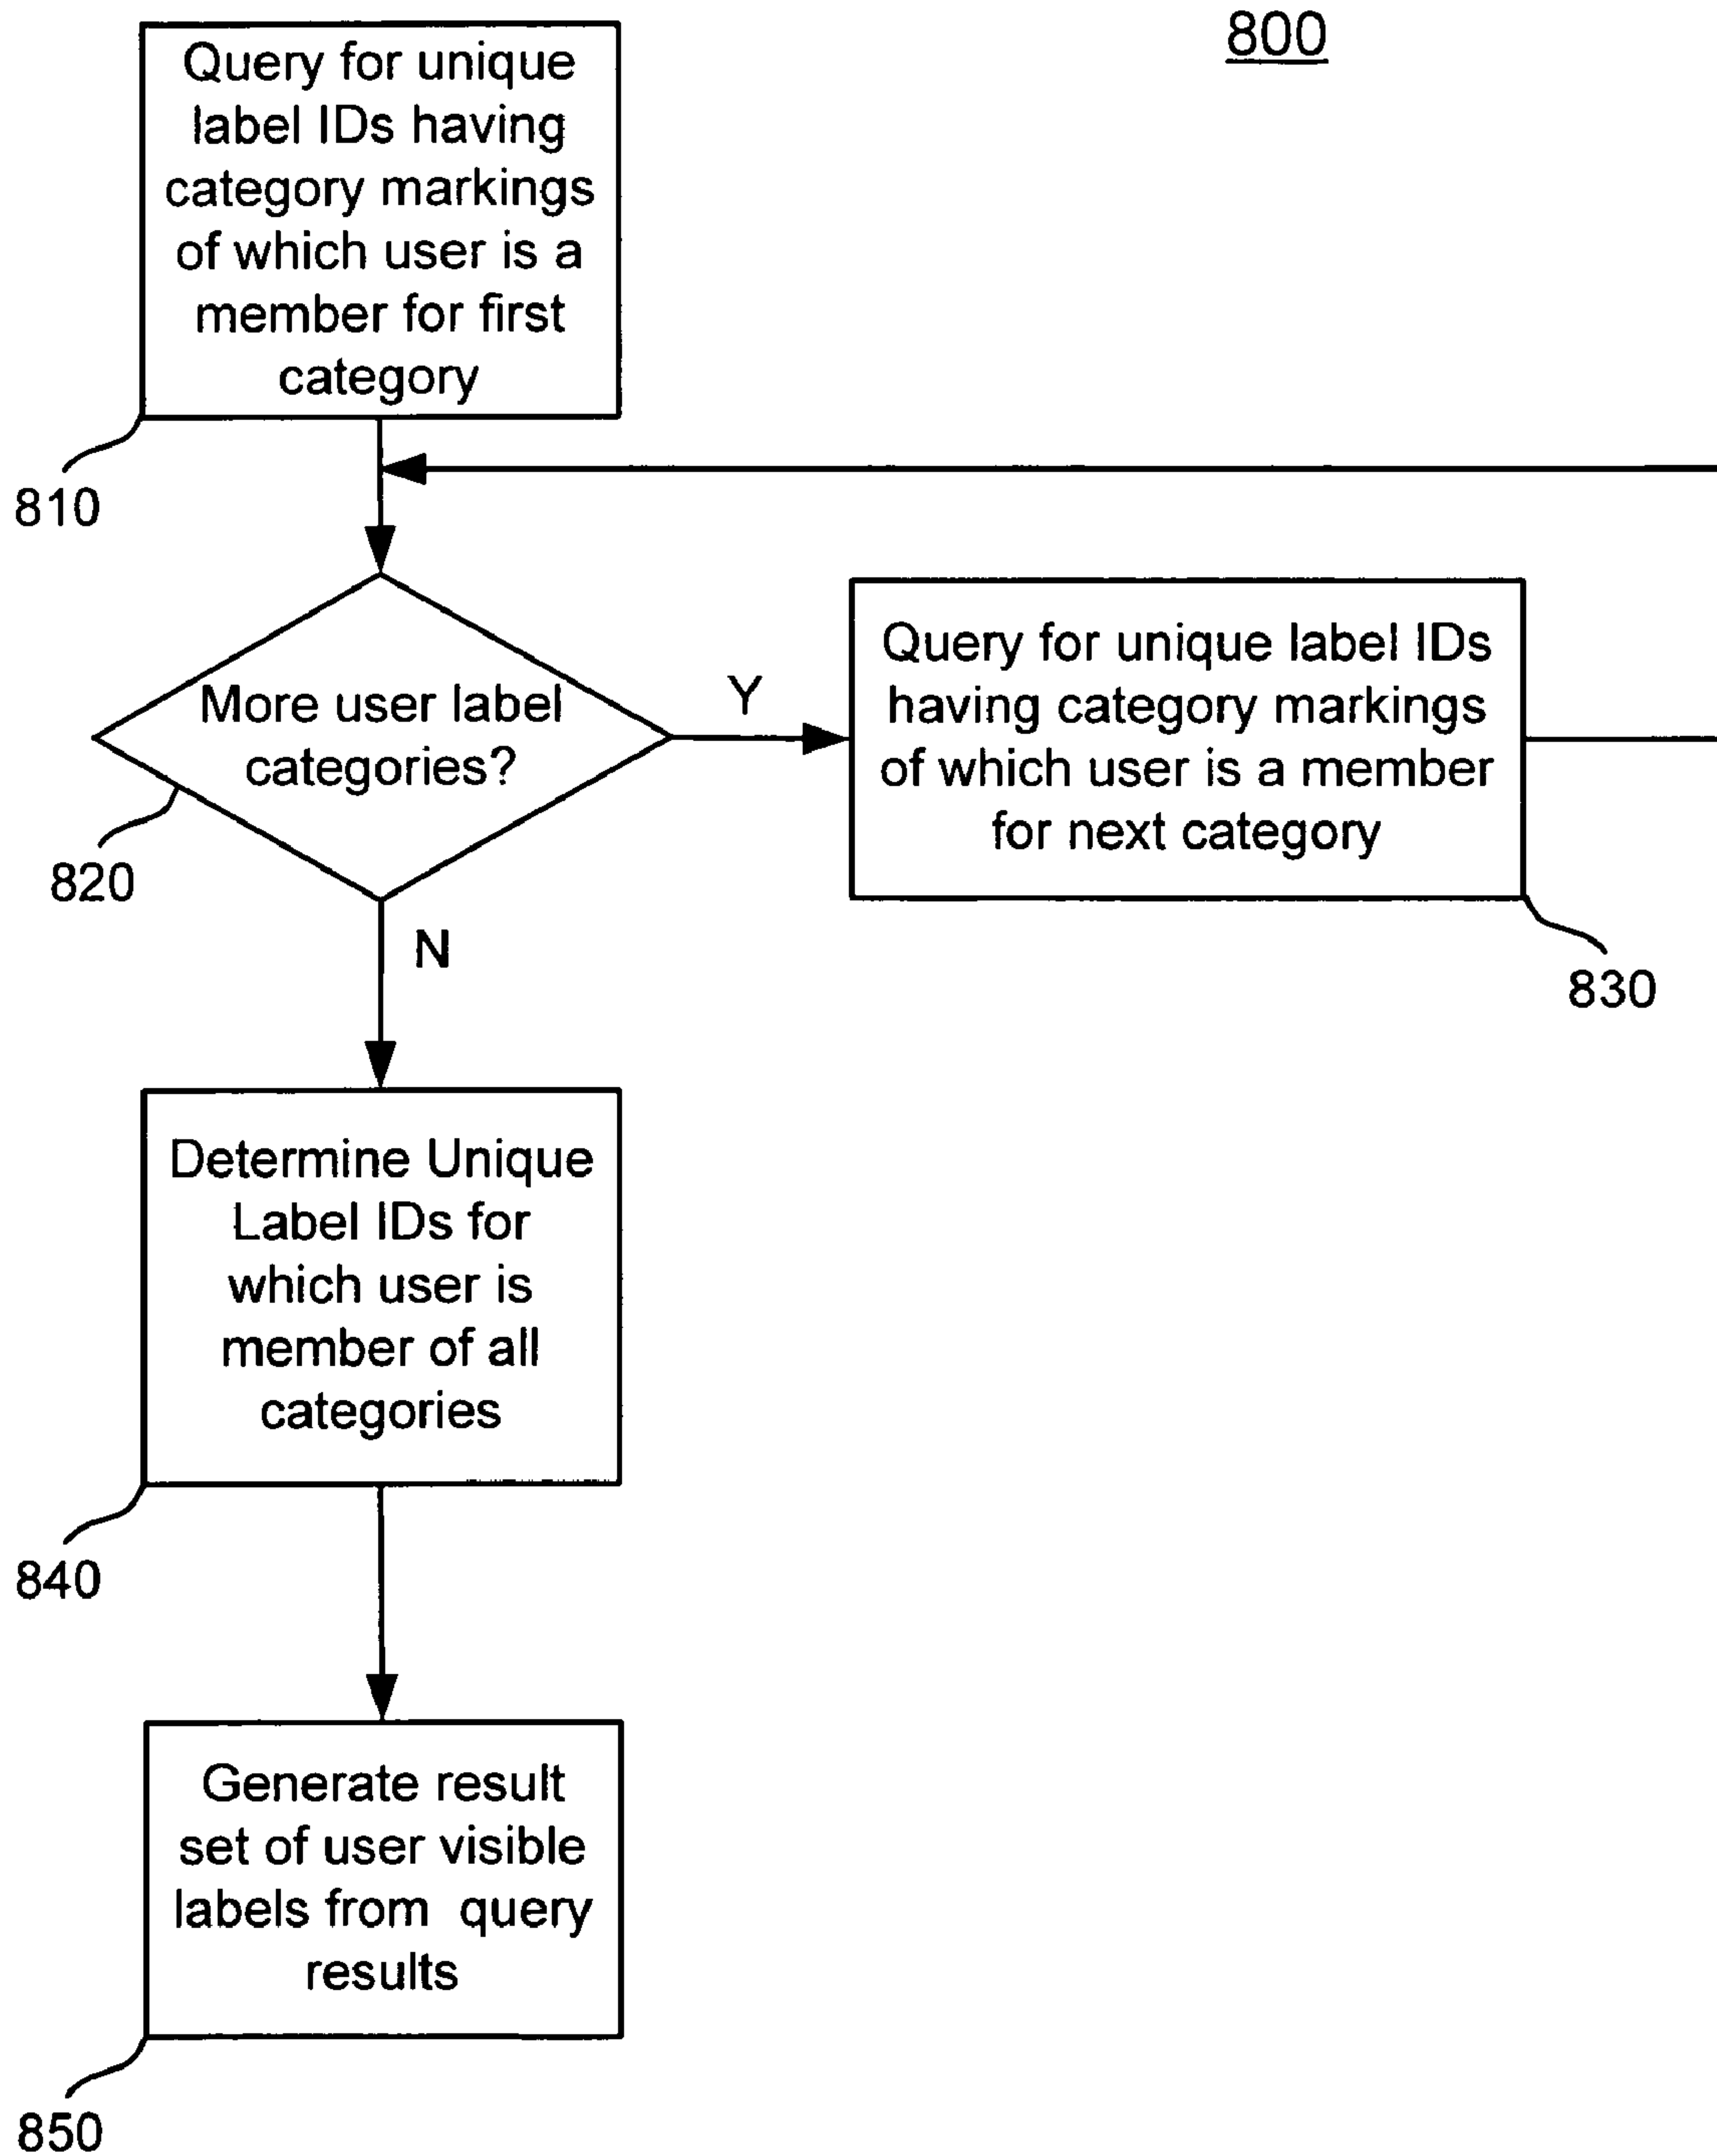 800
Query for unique
label IDs having
category markings
of which user is a
member for first
category
810
More user label
categories?
820
Y
Query for unique label IDs
having category markings
of which user is a member
for next category
830
N
Determine Unique
Label IDs for
which user is
member of all
categories
840
Generate result
set of user visible
labels from query
results
850